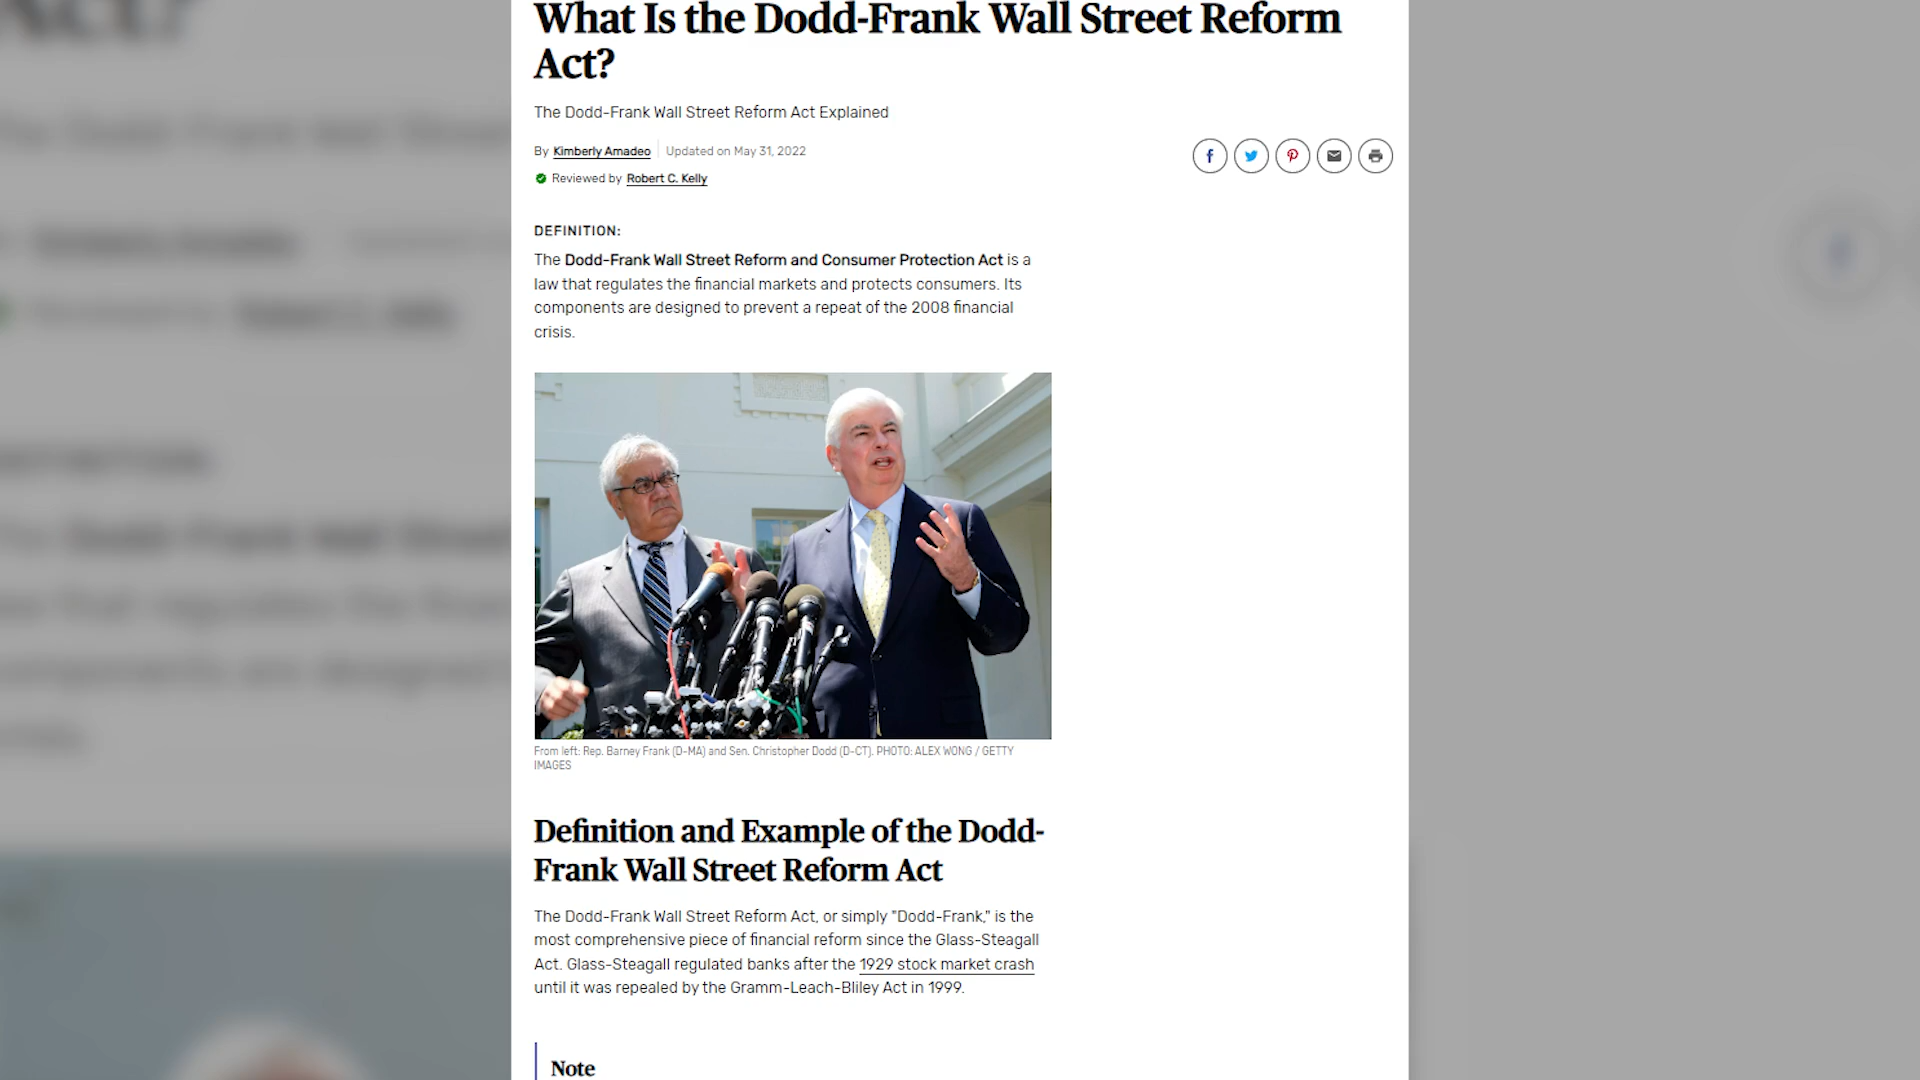 What Is the Dodd-Frank Wall Street Reform
Act?
The Dodd-Frank Wall Street Reform Act Explained
By Kimberly Amadeo Updated on May 31, 2022
Reviewed by Robert C. Kelly
DEFINITION:
The Dodd-Frank Wall Street Reform and Consumer Protection Act is a
law that regulates the financial markets and protects consumers. Its
components are designed to prevent a repeat of the 2008 financial
crisis.
From left: Rep. Barney Frank (D-MA) and Sen. Christopher Dodd (D-CT). PHOTO: ALEX WONG / GETTY
IMAGES
Definition and Example of the Dodd-
Frank Wall Street Reform Act
The Dodd-Frank Wall Street Reform Act, or simply "Dodd-Frank," is the
most comprehensive piece of financial reform since the Glass-Steagall
Act. Glass-Steagall regulated banks after the 1929 stock market crash
until it was repealed by the Gramm-Leach-Bliley Act in 1999.
Note